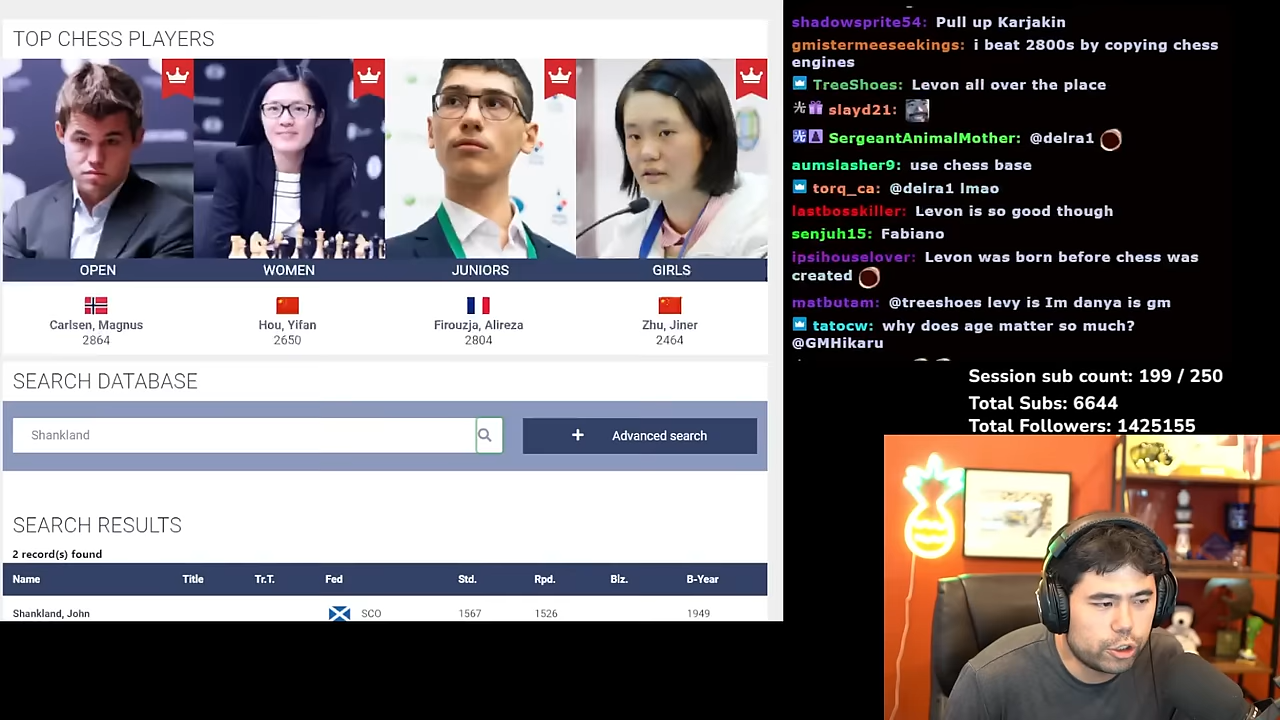 TOP CHESS PLAYERS
OPEN
WOMEN
JUNIORS
GIRLS
Carlsen, Magnus
2864
Hou, Yifan
2650
Firouzja, Alireza
2804
Zhu, Jiner
2464
SEARCH DATABASE
Shankland
+ Advanced search
SEARCH RESULTS
2 record(s) found
Name Title Tr.T. Fed Std. Rpd. Blz. B-Year
Shankland, John SCO 1567 1526 1949
shadowsprite54: Pull up Karjakin
gmistermeeseekings: i beat 2800s by copying chess
engines
TreeShoes: Levon all over the place
slayd21:
SergeantAnimalMother: @delra1
aumslasher9: use chess base
torq_ca: @delra1 lmao
lastbosskiller: Levon is so good though
senjuh15: Fabiano
ipsihouselover: Levon was born before chess was
created
matbutam: @treeshoes levy is Im danya is gm
tatocw: why does age matter so much?
@GMHikaru
Session sub count: 199 / 250
Total Subs: 6644
Total Followers: 1425155